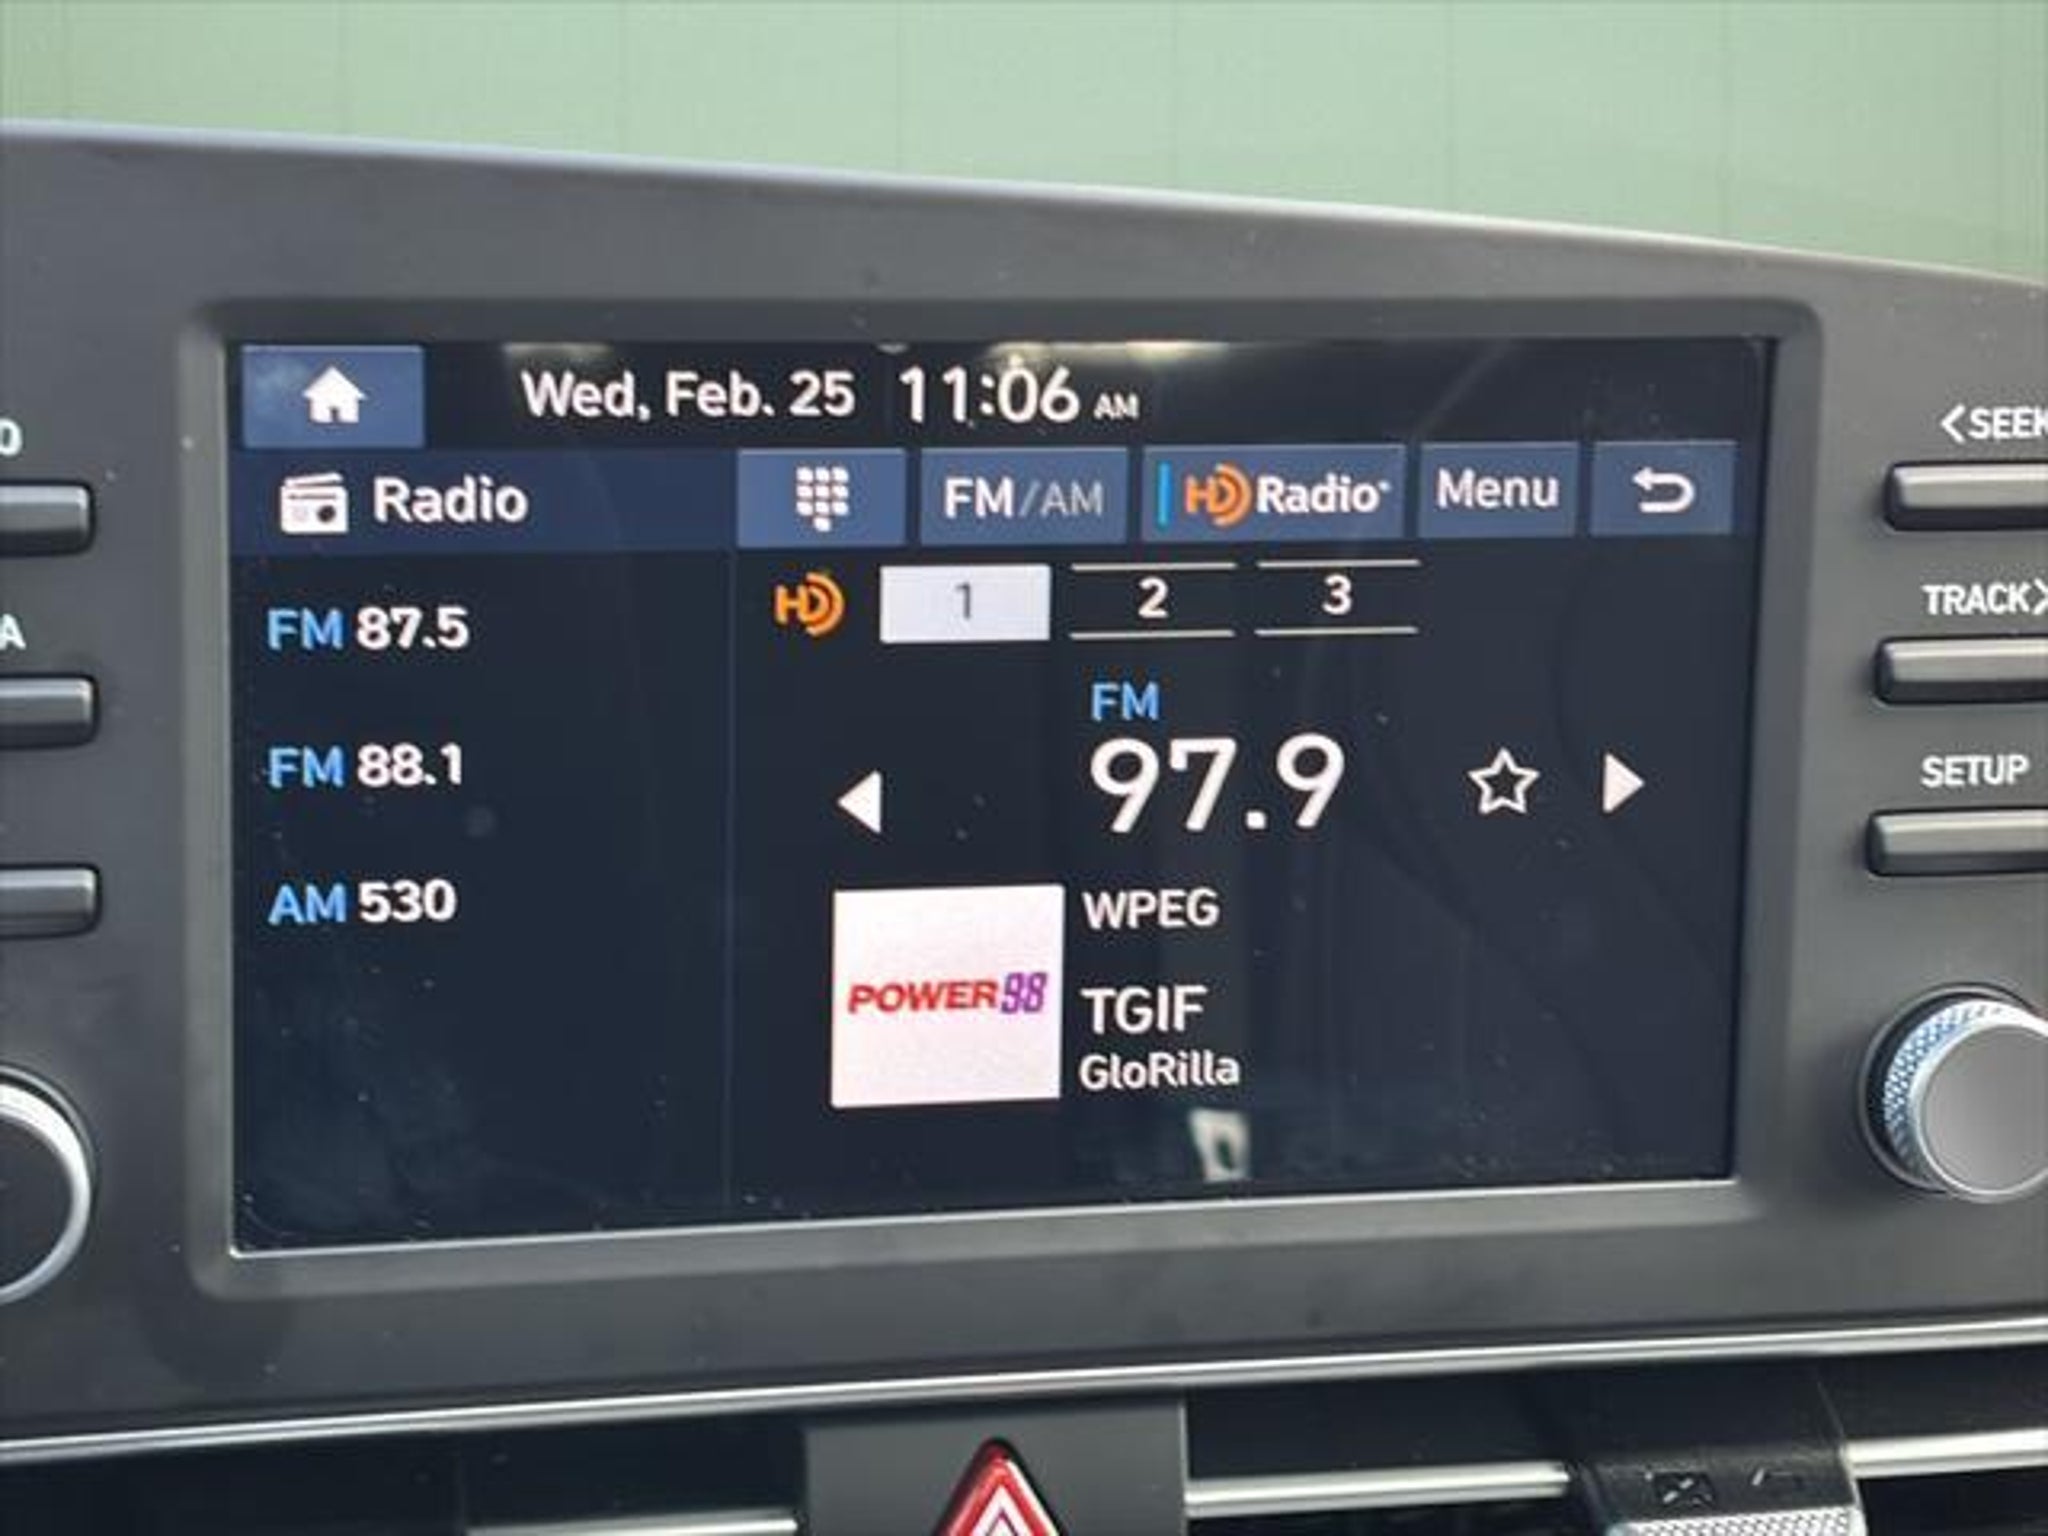 Wed, Feb. 25 11:06 AM
Radio
FM/AM
HD Radio
Menu
HD 1 2 3
FM 87.5
FM 88.1
AM 530
FM
97.9
WPEG
POWER98
TGIF
GloRilla
<SEEK
TRACK>
SETUP